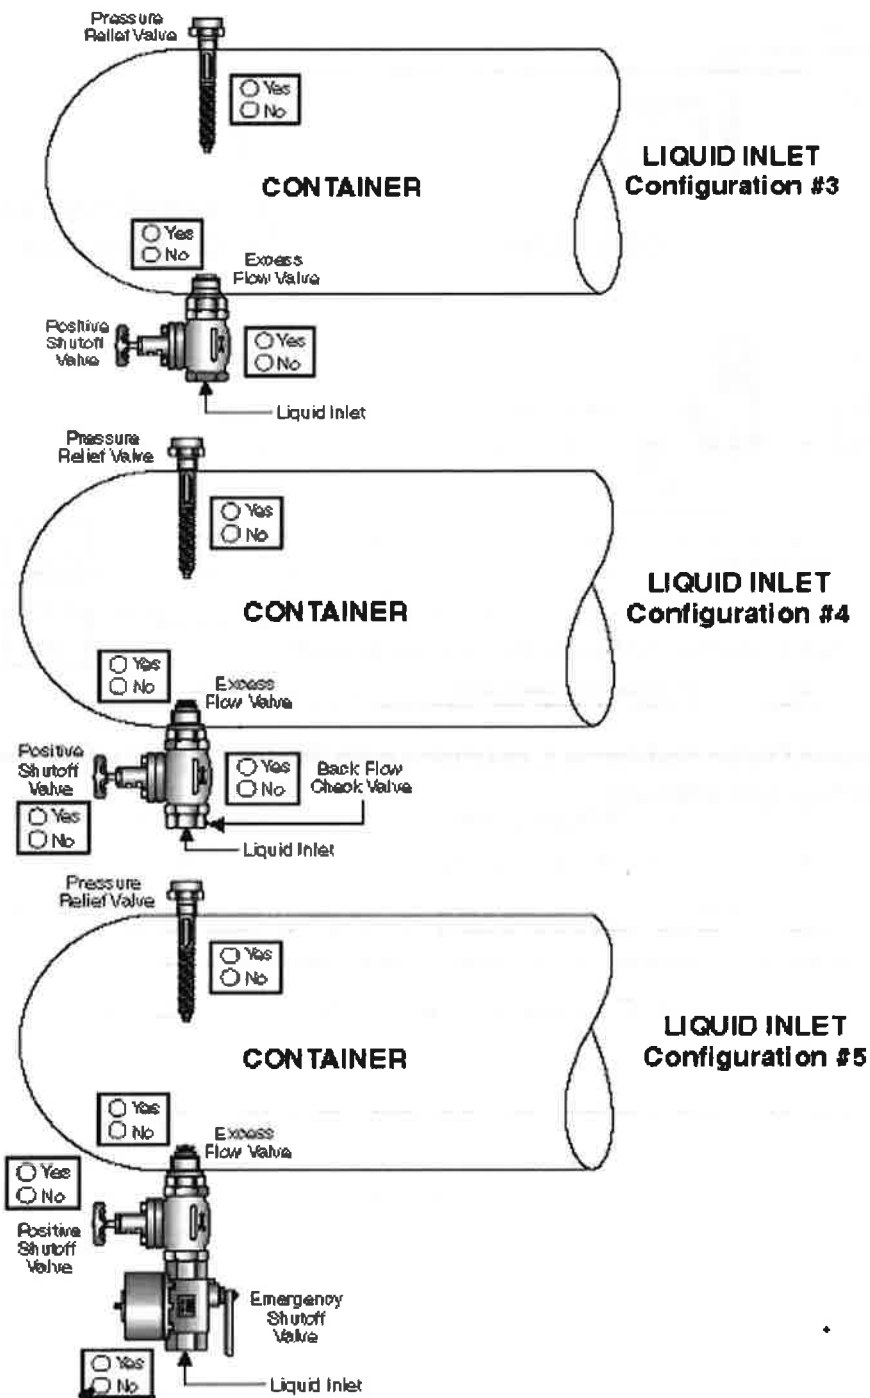 Pressure
Relief Valve
Yes
No
LIQUID INLET
Configuration #3
CONTAINER
Yes
No
Excess
Flow Valve
Positive
Shutoff
Valve
Yes
No
Liquid Inlet
Pressure
Relief Valve
Yes
No
LIQUID INLET
Configuration #4
CONTAINER
Yes
No
Excess
Flow Valve
Positive
Shutoff
Valve
Yes
No
Back Flow
Check Valve
Yes
No
Liquid Inlet
Pressure
Relief Valve
Yes
No
LIQUID INLET
Configuration #5
CONTAINER
Yes
No
Excess
Flow Valve
Yes
No
Positive
Shutoff
Valve
Emergency
Shutoff
Valve
Yes
No
Liquid Inlet